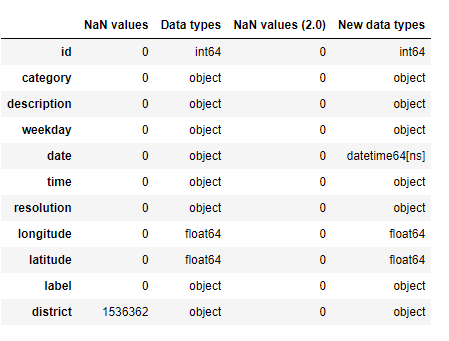 NaN values Data types NaN values (2.0) New data types
id 0 int64 0 int64
category 0 object 0 object
description 0 object 0 object
weekday 0 object 0 object
date 0 object 0 datetime64[ns]
time 0 object 0 object
resolution 0 object 0 object
longitude 0 float64 0 float64
latitude 0 float64 0 float64
label 0 object 0 object
district 1536362 object 0 object